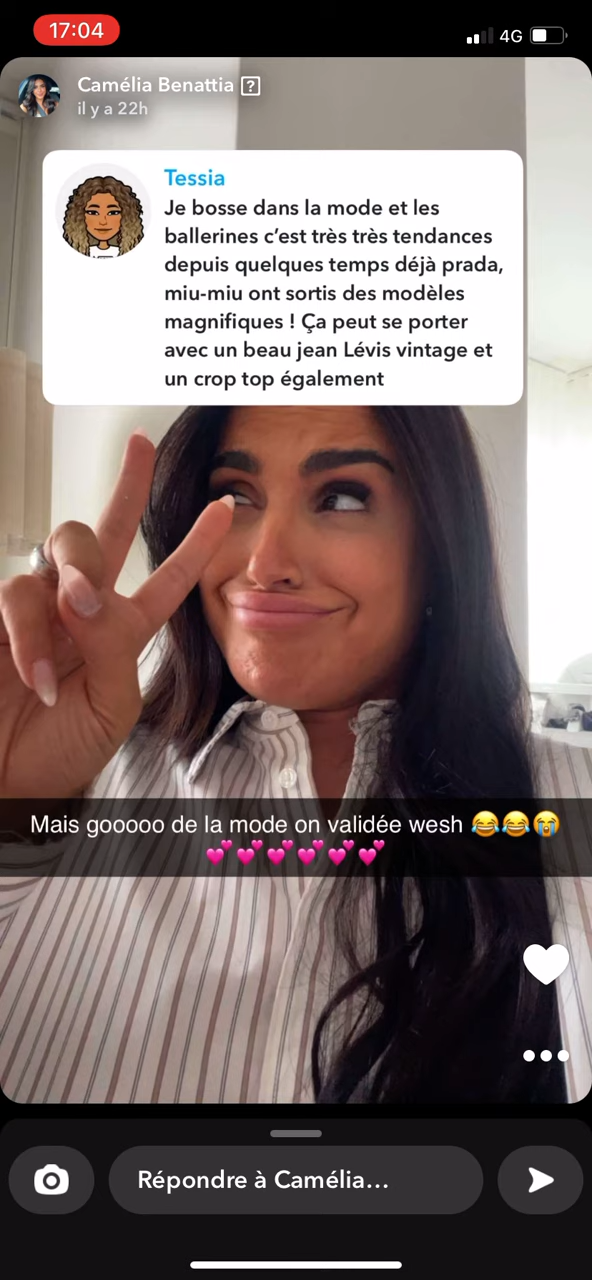 17:04
4G
Camélia Benattia
il y a 22h
Tessia
Je bosse dans la mode et les
ballerines c’est très très tendances
depuis quelques temps déjà prada,
miu-miu ont sortis des modèles
magnifiques ! Ça peut se porter
avec un beau jean Lévis vintage et
un crop top également
Mais gooooo de la mode on validée wesh 😂😂😭
💕💕💕💕💕💕
Répondre à Camélia...